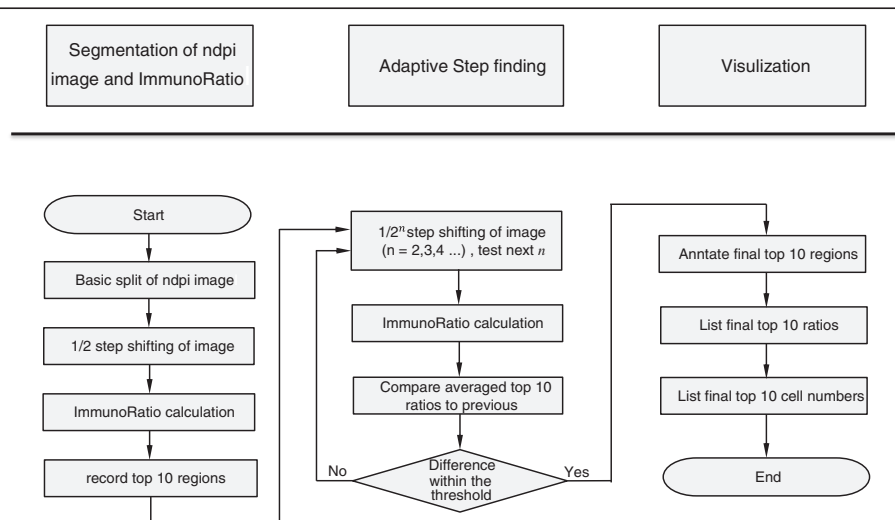 Segmentation of ndpi
image and ImmunoRatio
Adaptive Step finding
Visulization
Start
Basic split of ndpi image
1/2 step shifting of image
ImmunoRatio calculation
record top 10 regions
1/2ⁿ step shifting of image
(n = 2,3,4 ...) , test next n
ImmunoRatio calculation
Compare averaged top 10
ratios to previous
Difference
within the
threshold
No
Yes
Anntate final top 10 regions
List final top 10 ratios
List final top 10 cell numbers
End